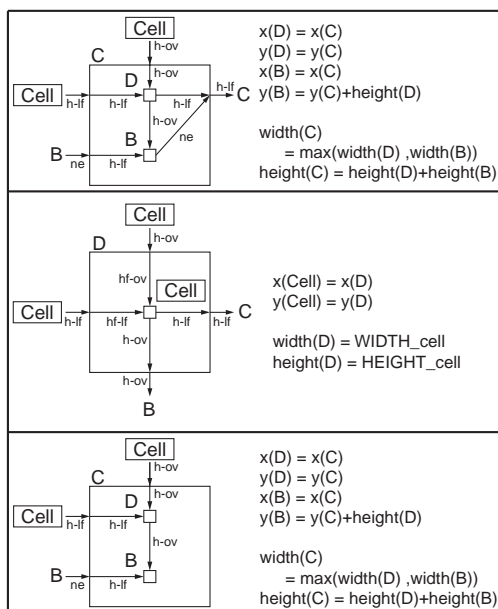 Cell
h-ov
C
h-ov
D
Cell
h-lf
h-lf
h-lf
h-lf
C
h-ov
B
ne
B
ne
h-lf
x(D) = x(C)
y(D) = y(C)
x(B) = x(C)
y(B) = y(C)+height(D)
width(C)
= max(width(D) ,width(B))
height(C) = height(D)+height(B)
Cell
h-ov
D
hf-ov
Cell
Cell
h-lf
hf-lf
h-lf
h-lf
C
h-ov
h-ov
B
x(Cell) = x(D)
y(Cell) = y(D)
width(D) = WIDTH_cell
height(D) = HEIGHT_cell
Cell
h-ov
C
h-ov
D
Cell
h-lf
h-lf
h-ov
B
B
ne
h-lf
x(D) = x(C)
y(D) = y(C)
x(B) = x(C)
y(B) = y(C)+height(D)
width(C)
= max(width(D) ,width(B))
height(C) = height(D)+height(B)